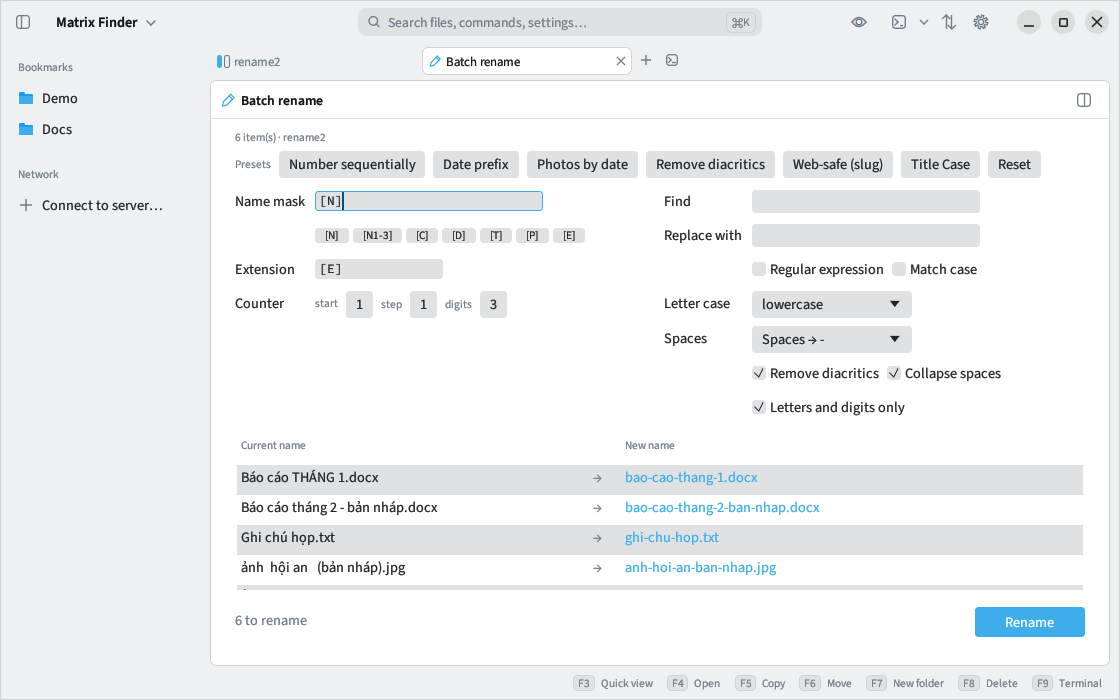 Matrix Finder
Search files, commands, settings… ⌘K
Bookmarks
Demo
Docs
Network
Connect to server…
rename2
Batch rename
Batch rename
6 item(s) · rename2
Presets Number sequentially Date prefix Photos by date Remove diacritics Web-safe (slug) Title Case Reset
Name mask [N] Find
[N] [N1-3] [C] [D] [T] [P] [E] Replace with
Extension [E] Regular expression Match case
Counter start 1 step 1 digits 3 Letter case lowercase
Spaces Spaces → -
Remove diacritics Collapse spaces
Letters and digits only
Current name New name
Báo cáo THÁNG 1.docx → bao-cao-thang-1.docx
Báo cáo tháng 2 - bản nháp.docx → bao-cao-thang-2-ban-nhap.docx
Ghi chú họp.txt → ghi-chu-hop.txt
ảnh  hội an   (bản nháp).jpg → anh-hoi-an-ban-nhap.jpg
6 to rename Rename
F3 Quick view F4 Open F5 Copy F6 Move F7 New folder F8 Delete F9 Terminal